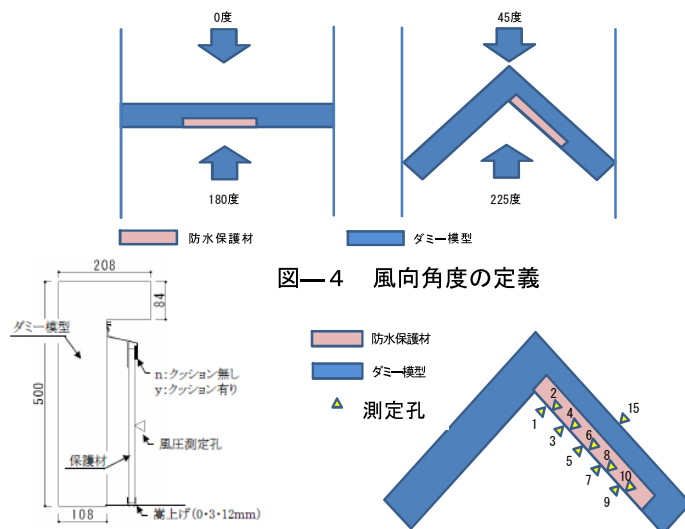 0度
45度
180度
225度
防水保護材
ダミー模型
図―4 風向角度の定義
208
84
ダミー模型
500
n:クッション無し
y:クッション有り
風圧測定孔
保護材
108
嵩上げ(0・3・12mm)
防水保護材
ダミー模型
測定孔
15
2
1
4
3
6
5
8
7
10
9